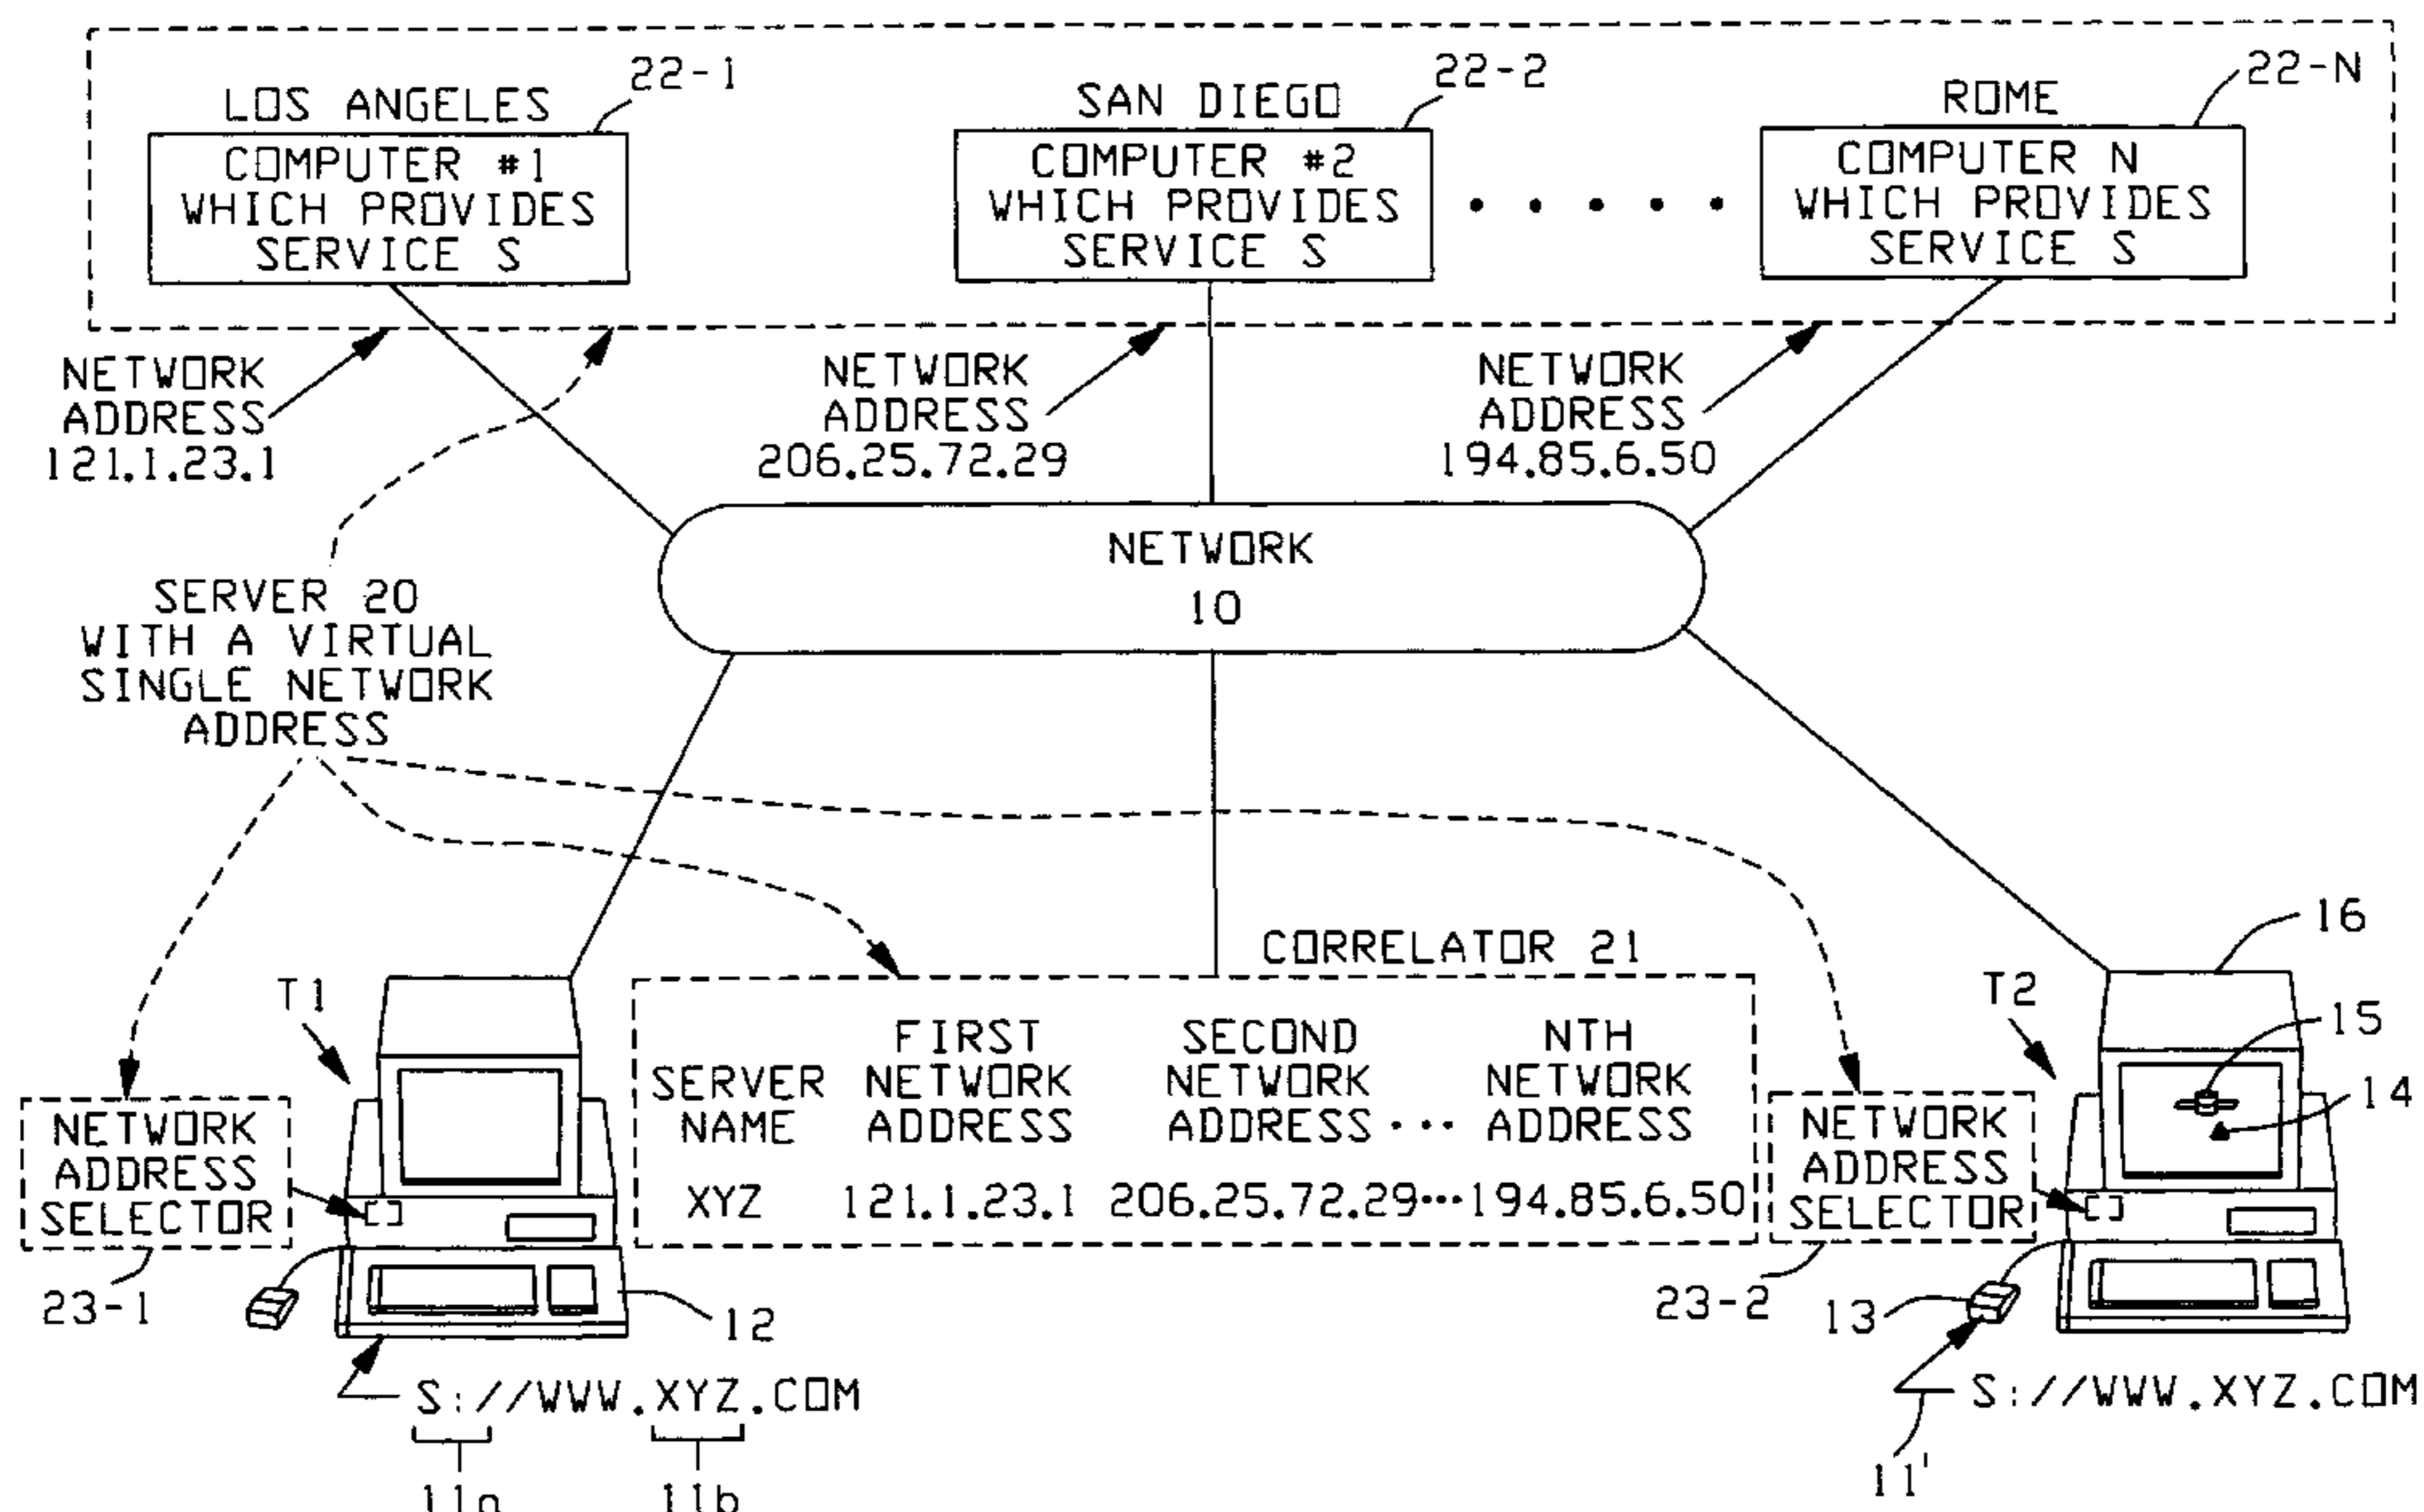 22-1
22-2
22-N
LOS ANGELES
SAN DIEGO
ROME
COMPUTER #1
WHICH PROVIDES
SERVICE S
COMPUTER #2
WHICH PROVIDES
SERVICE S
• • • • •
COMPUTER N
WHICH PROVIDES
SERVICE S
NETWORK
ADDRESS
121.1.23.1
NETWORK
ADDRESS
206.25.72.29
NETWORK
ADDRESS
194.85.6.50
NETWORK
10
SERVER 20
WITH A VIRTUAL
SINGLE NETWORK
ADDRESS
CORRELATOR 21
16
T1
T2
15
14
SERVER
NAME
FIRST
NETWORK
ADDRESS
SECOND
NETWORK
ADDRESS
...
NTH
NETWORK
ADDRESS
XYZ 121.1.23.1 206.25.72.29...194.85.6.50
NETWORK
ADDRESS
SELECTOR
NETWORK
ADDRESS
SELECTOR
23-1
12
23-2
13
S://WWW.XYZ.COM
S://WWW.XYZ.COM
11a
11b
11'